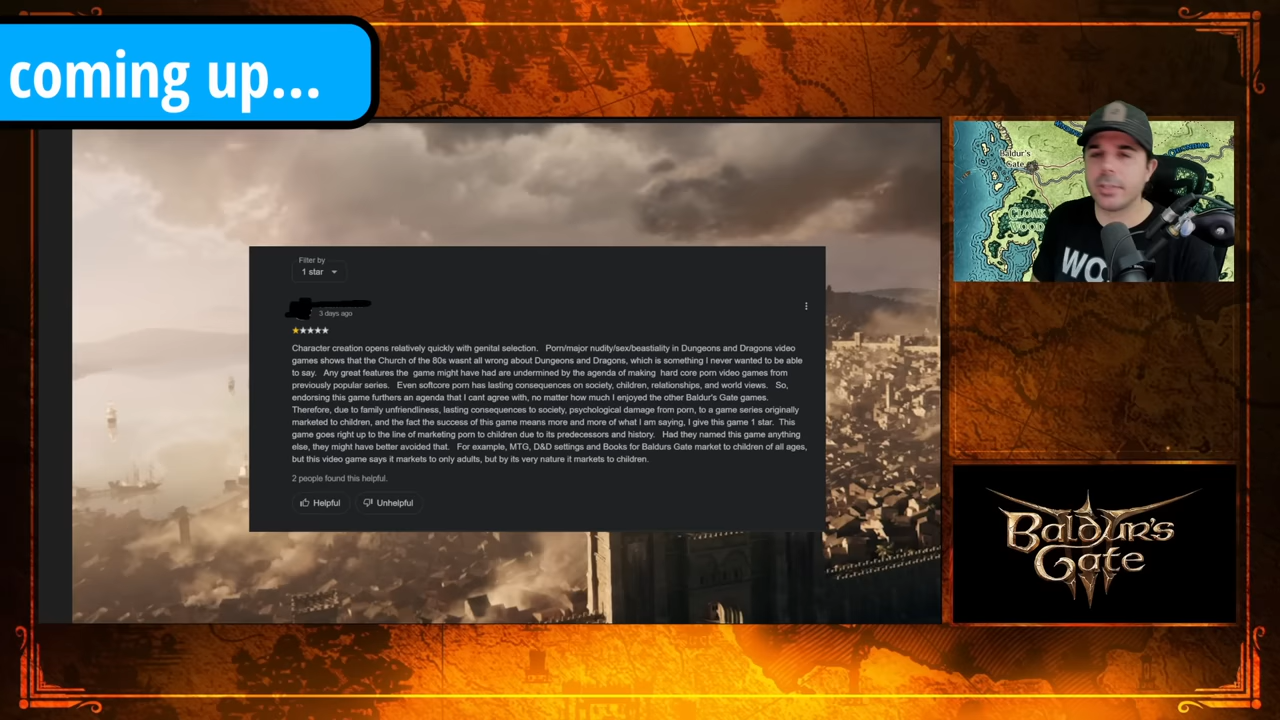 coming up...
Filter by
1 star
3 days ago
Character creation opens relatively quickly with genital selection. Porn/major nudity/sex/beastiality in Dungeons and Dragons video
games shows that the Church of the 80s wasnt all wrong about Dungeons and Dragons, which is something I never wanted to be able
to say. Any great features the game might have had are undermined by the agenda of making hard core porn video games from
previously popular series. Even softcore porn has lasting consequences on society, children, relationships, and world views. So,
endorsing this game furthers an agenda that I cant agree with, no matter how much I enjoyed the other Baldur's Gate games.
Therefore, due to family unfriendliness, lasting consequences to society, psychological damage from porn, to a game series originally
marketed to children, and the fact the success of this game means more and more of what I am saying, I give this game 1 star. This
game goes right up to the line of marketing porn to children due to its predecessors and history. Had they named this game anything
else, they might have better avoided that. For example, MTG, D&D settings and Books for Baldurs Gate market to children of all ages,
but this video game says it markets to only adults, but by its very nature it markets to children.
2 people found this helpful.
Helpful
Unhelpful
Baldur's
Gate
CLOAK
WOOD
WO
BALDUR'S
GATE